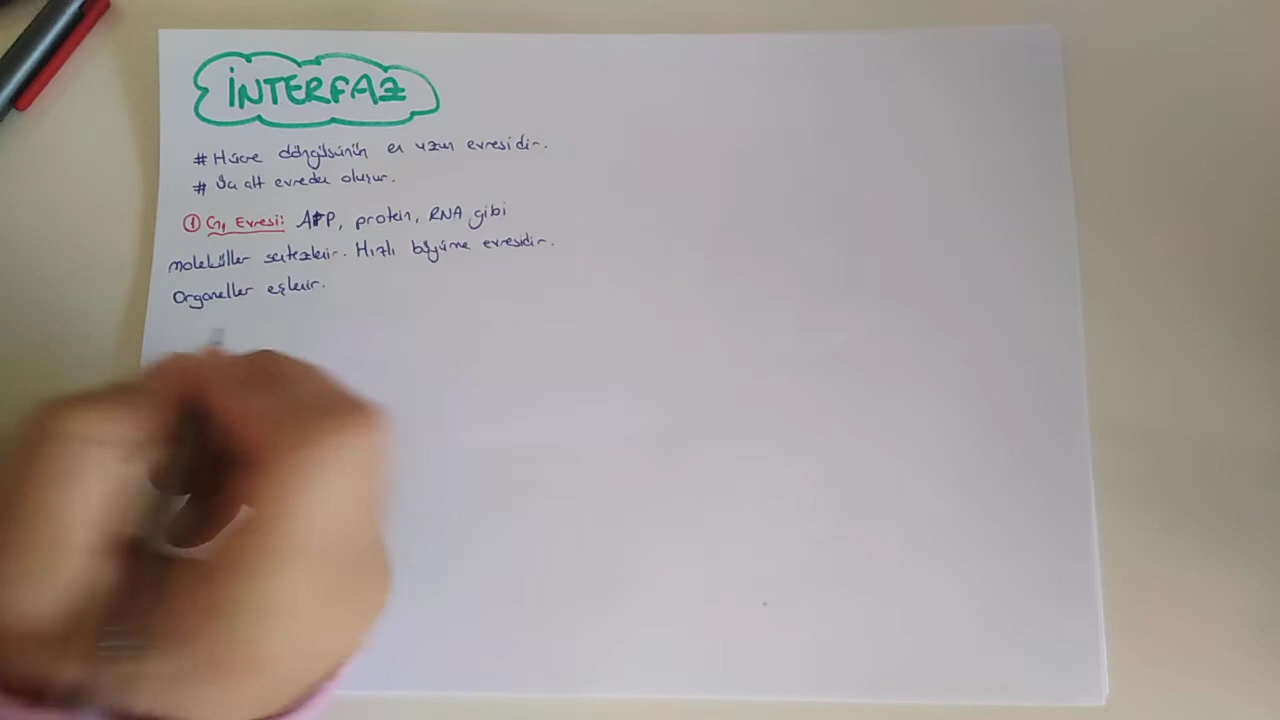 İNTERFAZ
# Hücre döngüsünün en uzun evresidir.
# Üç alt evreden oluşur.
① G₁ Evresi: ATP, protein, RNA gibi
moleküller sentezlenir. Hızlı büyüme evresidir.
Organeller eşlenir.